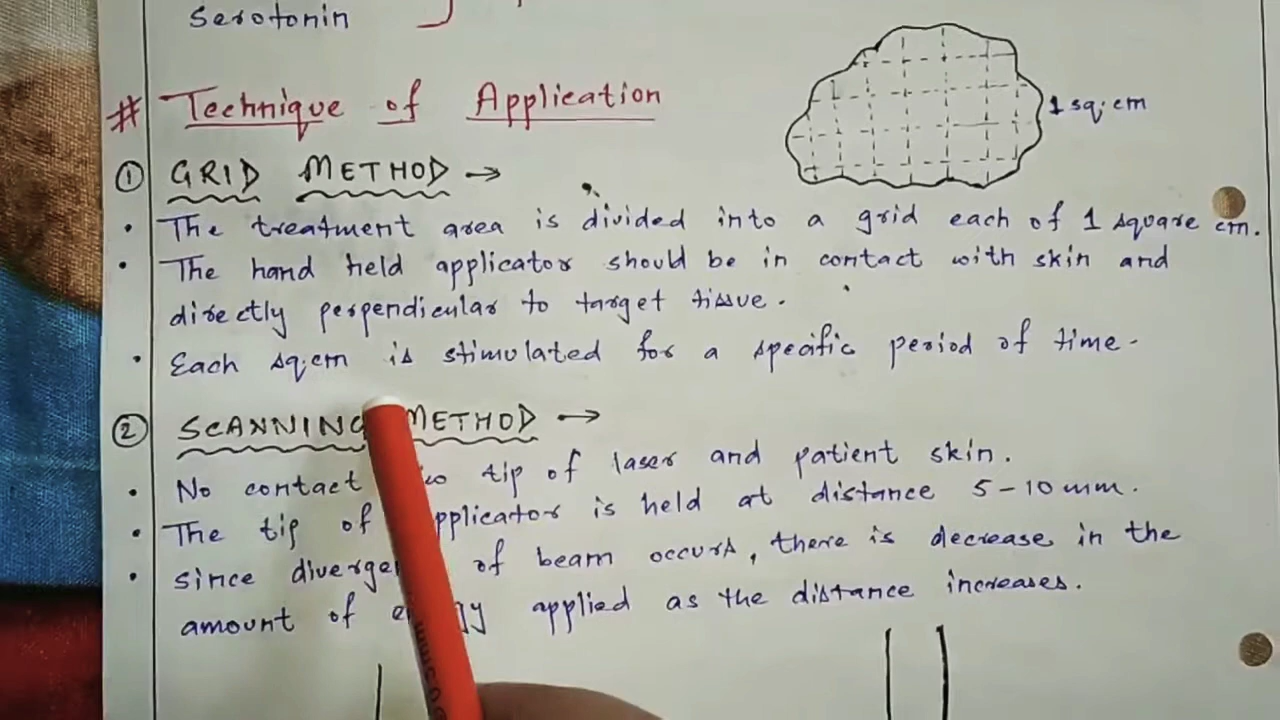 Serotonin
# Technique of Application
1 sq.cm
① GRID METHOD →
• The treatment area is divided into a grid each of 1 square cm.
• The hand held applicator should be in contact with skin and
directly perpendicular to target tissue.
• Each sq.cm is stimulated for a specific period of time.
② SCANNING METHOD →
• No contact tip of laser and patient skin.
• The tip of applicator is held at distance 5-10 mm.
• since of beam occurs, there is decrease in the
amount of applied as the distance increases.
0.5mm